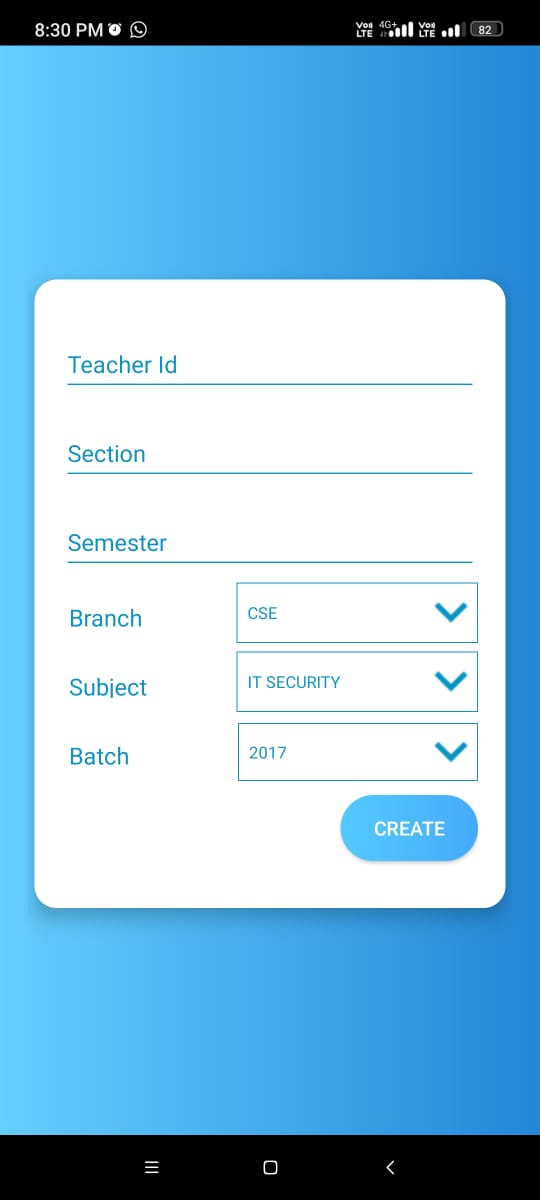 8:30 PM Vo LTE 4G+ Vo LTE 82
Teacher Id
Section
Semester
Branch CSE
Subject IT SECURITY
Batch 2017
CREATE